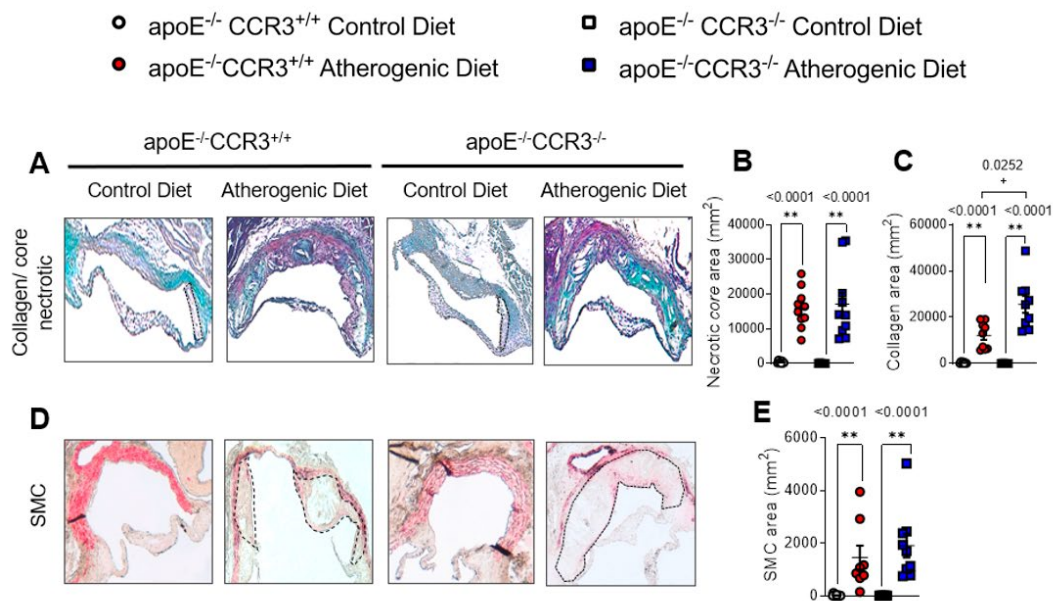 apoE-/- CCR3+/+ Control Diet
apoE-/- CCR3-/- Control Diet
apoE-/-CCR3+/+ Atherogenic Diet
apoE-/-CCR3-/- Atherogenic Diet
apoE-/-CCR3+/+
apoE-/-CCR3-/-
A
Control Diet
Atherogenic Diet
Control Diet
Atherogenic Diet
Collagen/ core
nectrotic
B
<0.0001 <0.0001
** **
Necrotic core area (mm2)
40000
30000
20000
10000
0
C
0.0252
+
<0.0001 <0.0001
** **
Collagen area (mm2)
60000
40000
20000
0
D
SMC
E
<0.0001 <0.0001
** **
SMC area (mm2)
6000
4000
2000
0